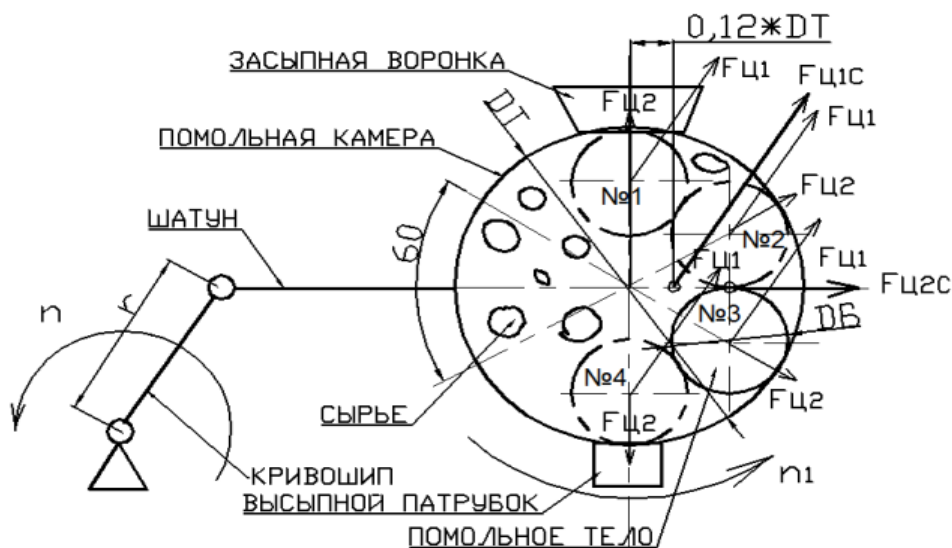 0,12*DT
ЗАСЫПНАЯ ВОРОНКА
Fц1
Fц1С
Fц2
DT
Fц1
ПОМОЛЬНАЯ КАМЕРА
№1
Fц2
ШАТУН
60
№2
Fц1
Fц1
Fц2С
n
r
№3
DБ
№4
СЫРЬЕ
Fц2
Fц2
КРИВОШИП
n1
ВЫСЫПНОЙ ПАТРУБОК
ПОМОЛЬНОЕ ТЕЛО